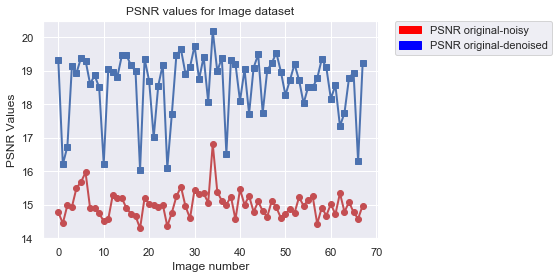 PSNR values for Image dataset
PSNR original-noisy
PSNR original-denoised
PSNR Values
20
19
18
17
16
15
14
0 10 20 30 40 50 60 70
Image number